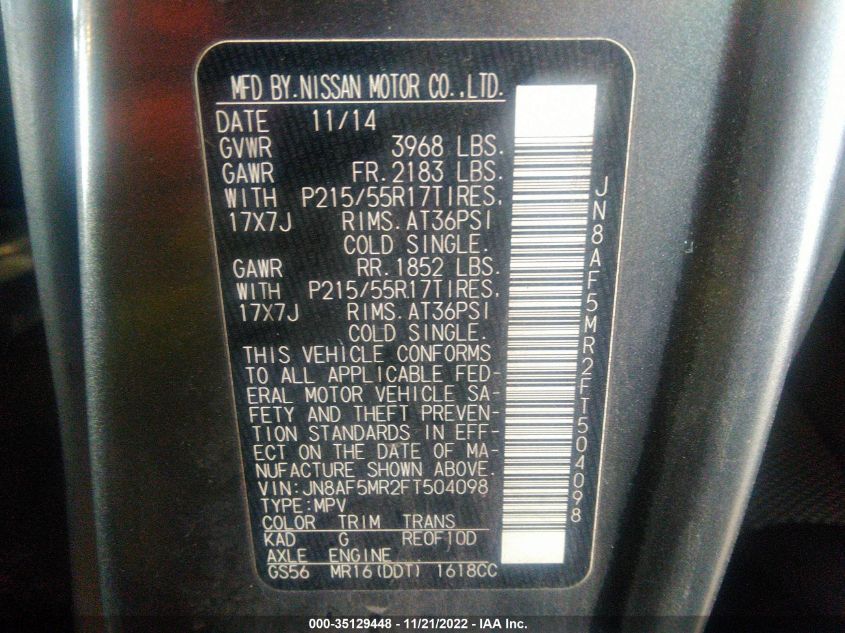 MFD BY.NISSAN MOTOR CO.,LTD.
DATE 11/14
GVWR 3968 LBS.
GAWR FR.2183 LBS.
WITH P215/55R17TIRES,
17X7J RIMS.AT36PSI
COLD SINGLE.
GAWR RR.1852 LBS.
WITH P215/55R17TIRES,
17X7J RIMS.AT36PSI
COLD SINGLE.
THIS VEHICLE CONFORMS
TO ALL APPLICABLE FED-
ERAL MOTOR VEHICLE SA-
FETY AND THEFT PREVEN-
TION STANDARDS IN EFF-
ECT ON THE DATE OF MA-
NUFACTURE SHOWN ABOVE.
VIN:JN8AF5MR2FT504098
TYPE:MPV
COLOR TRIM TRANS
KAD G RE0F10D
AXLE ENGINE
GS56 MR16(DDT) 1618CC
JN8AF5MR2FT504098
000-35129448 - 11/21/2022 - IAA Inc.